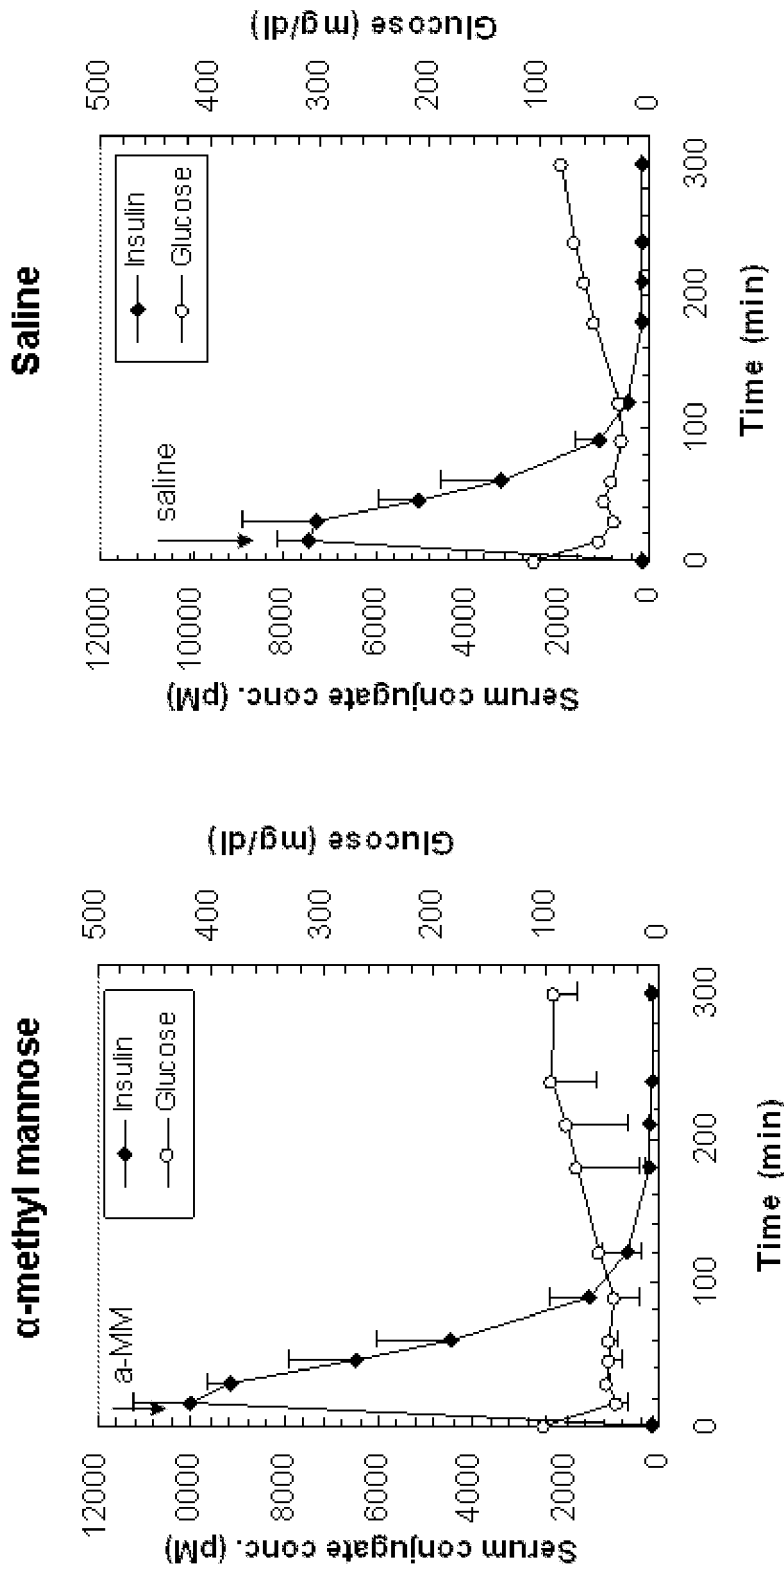 α-methyl mannose
a-MM
Insulin
Glucose
12000
10000
8000
6000
4000
2000
0
Serum conjugate conc. (pM)
500
400
300
200
100
0
Glucose (mg/dl)
0
100
200
300
Time (min)
Saline
saline
Insulin
Glucose
12000
10000
8000
6000
4000
2000
0
Serum conjugate conc. (pM)
500
400
300
200
100
0
Glucose (mg/dl)
0
100
200
300
Time (min)